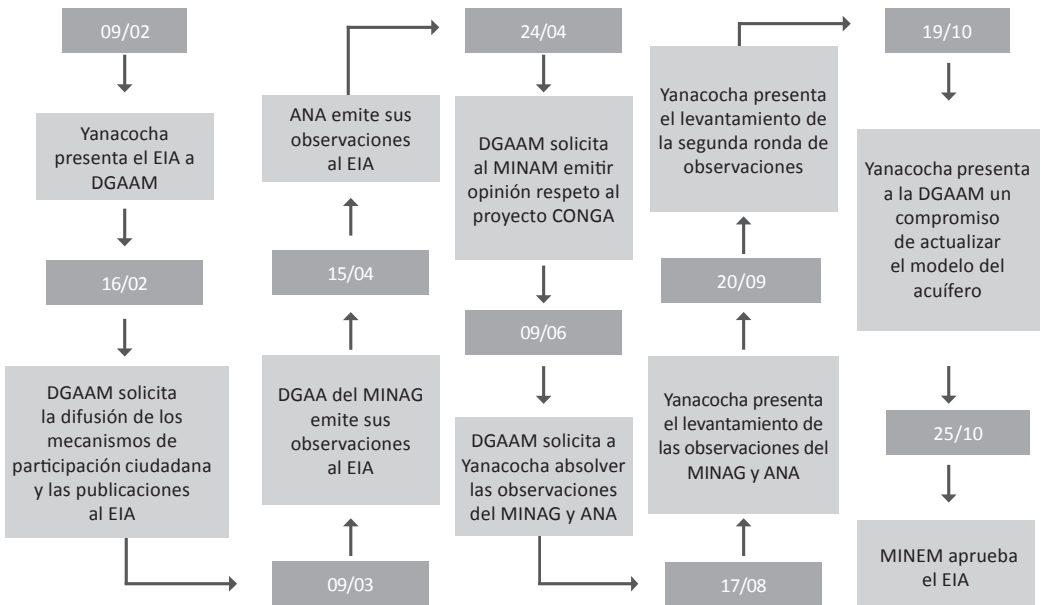 09/02
Yanacocha
presenta el EIA a
DGAAM
16/02
DGAAM solicita
la difusión de los
mecanismos de
participación ciudadana
y las publicaciones
al EIA
09/03
DGAA del MINAG
emite sus
observaciones
al EIA
15/04
ANA emite sus
observaciones
al EIA
24/04
DGAAM solicita
al MINAM emitir
opinión respeto al
proyecto CONGA
09/06
DGAAM solicita a
Yanacocha absolver
las observaciones
del MINAG y ANA
17/08
Yanacocha presenta
el levantamiento de
las observaciones del
MINAG y ANA
20/09
Yanacocha presenta
el levantamiento de
la segunda ronda de
observaciones
19/10
Yanacocha presenta
a la DGAAM un
compromiso
de actualizar
el modelo del
acuífero
25/10
MINEM aprueba
el EIA